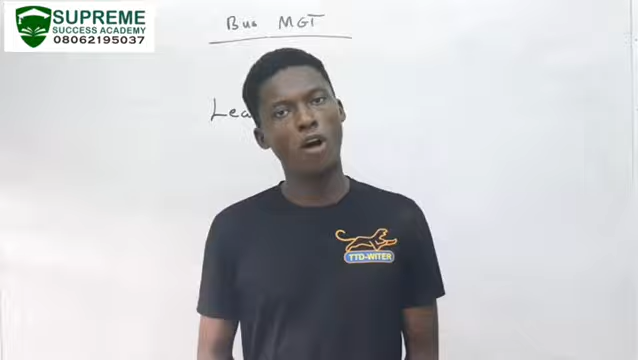 SUPREME
SUCCESS ACADEMY
08062195037
Bus MGT
TTD-WITER